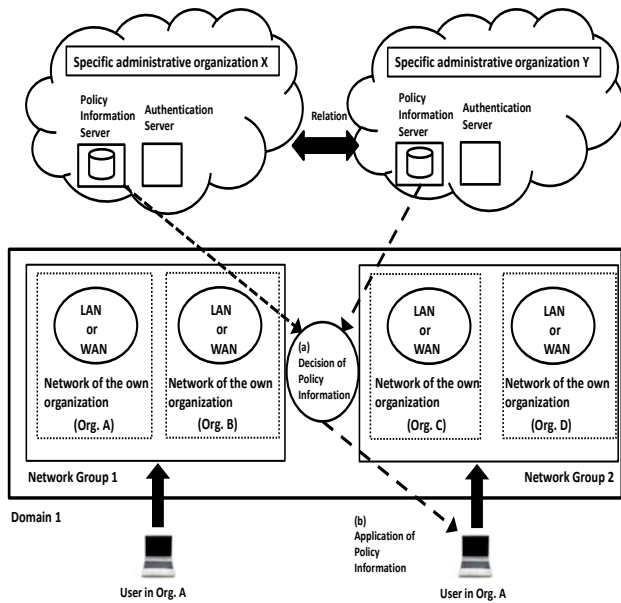 Specific administrative organization X
Policy
Information
Server
Authentication
Server
Relation
Specific administrative organization Y
Policy
Information
Server
Authentication
Server
LAN
or
WAN
Network of the own
organization
(Org. A)
LAN
or
WAN
Network of the own
organization
(Org. B)
(a)
Decision of
Policy
Information
LAN
or
WAN
Network of the own
organization
(Org. C)
LAN
or
WAN
Network of the own
organization
(Org. D)
Network Group 1
Network Group 2
Domain 1
(b)
Application of
Policy
Information
User in Org. A
User in Org. A